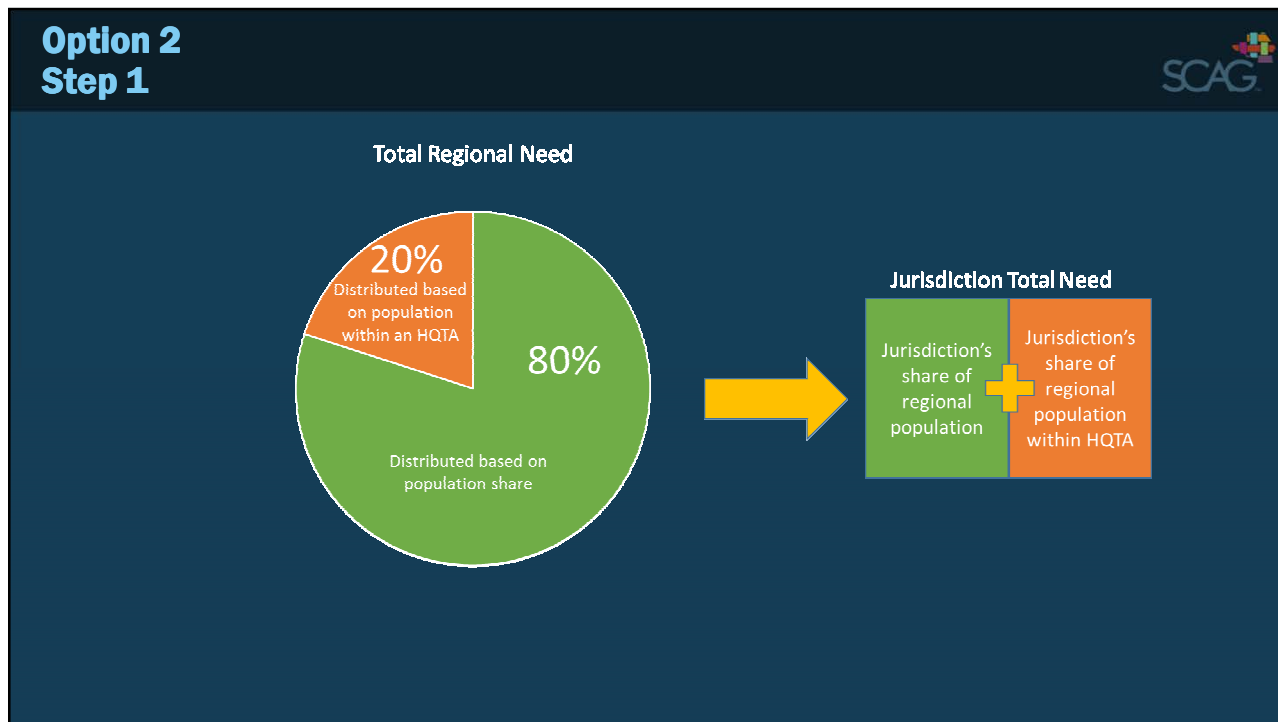 Option 2
Step 1
SCAG
Total Regional Need
20%
Distributed based
on population
within an HQTA
80%
Distributed based on
population share
Jurisdiction Total Need
Jurisdiction’s
share of
regional
population
Jurisdiction’s
share of
regional
population
within HQTA